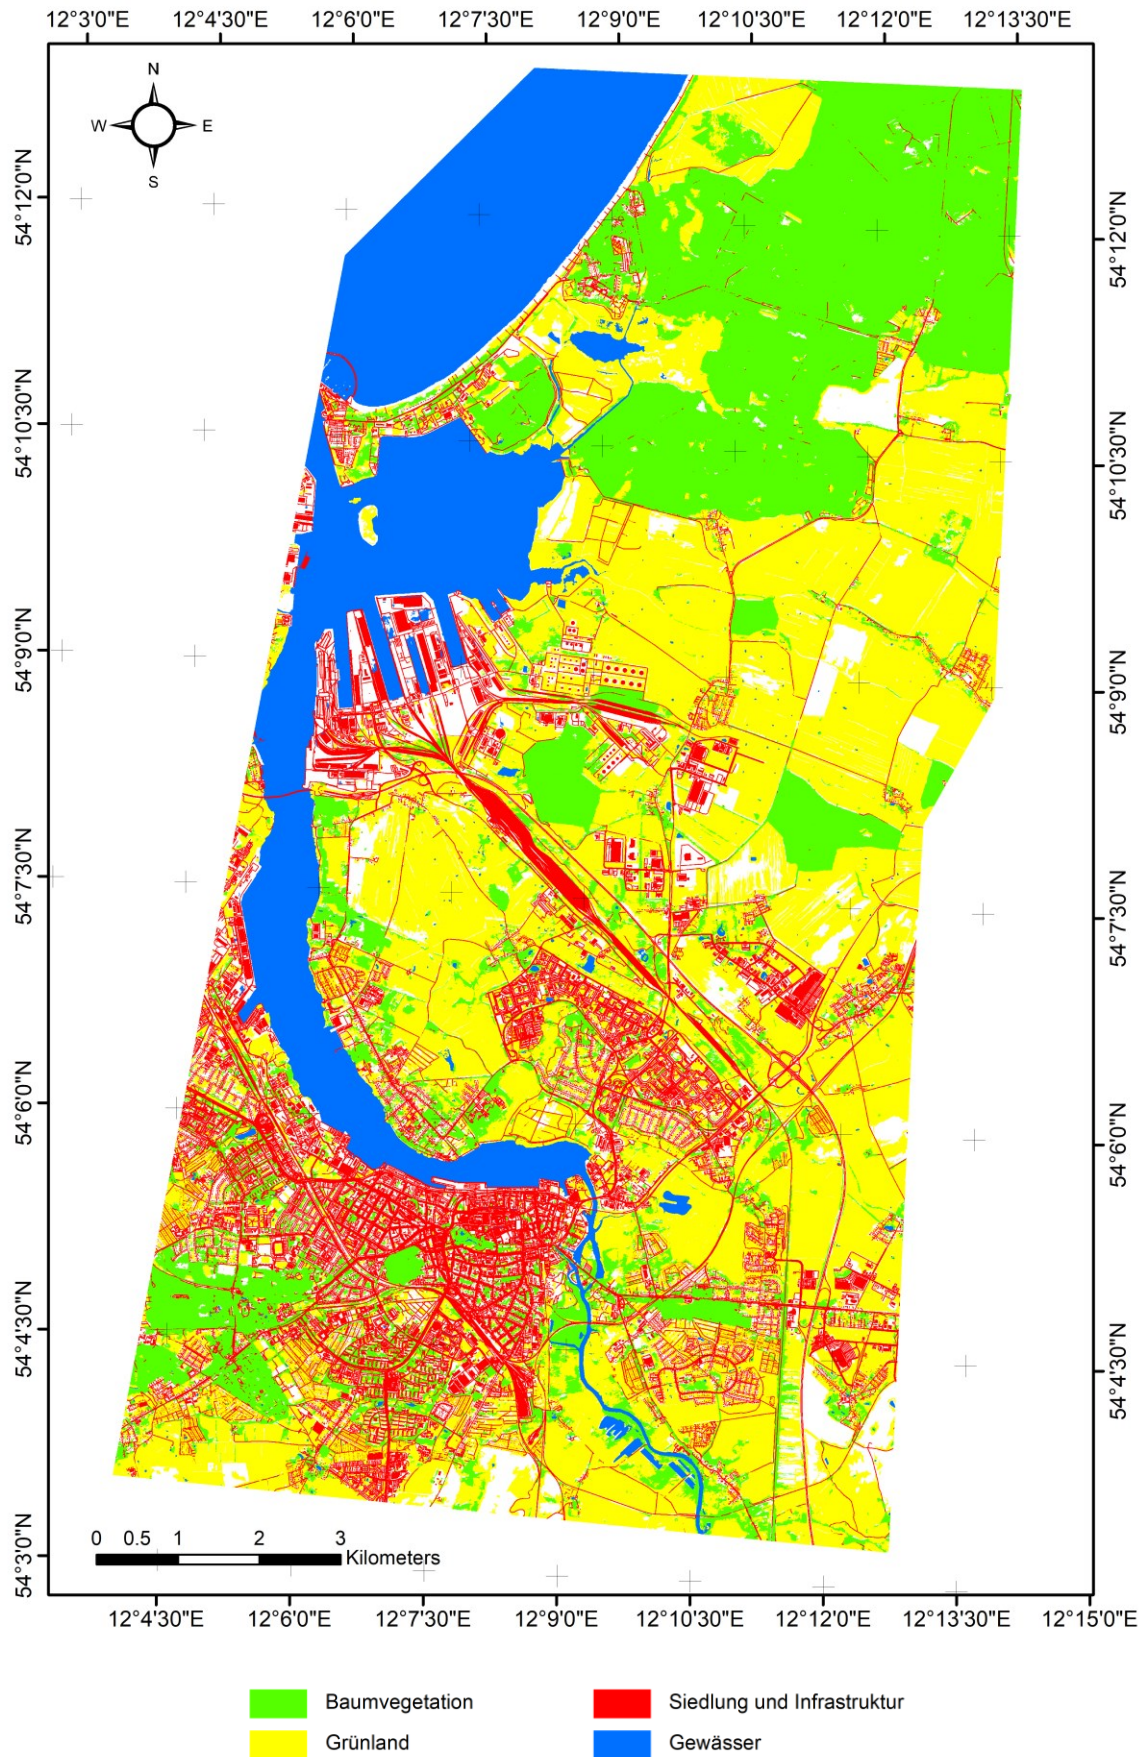 12°3'30"E 12°4'30"E 12°6'0"E 12°7'30"E 12°9'0"E 12°10'30"E 12°12'0"E 12°13'30"E
N
W E
S
54°12'0"N 54°12'0"N
54°10'30"N 54°10'30"N
54°9'0"N 54°9'0"N
54°7'30"N 54°7'30"N
54°6'0"N 54°6'0"N
54°4'30"N 54°4'30"N
54°3'0"N
0 0.5 1 2 3
Kilometers
12°4'30"E 12°6'0"E 12°7'30"E 12°9'0"E 12°10'30"E 12°12'0"E 12°13'30"E 12°15'0"E
Baumvegetation Siedlung und Infrastruktur
Grünland Gewässer